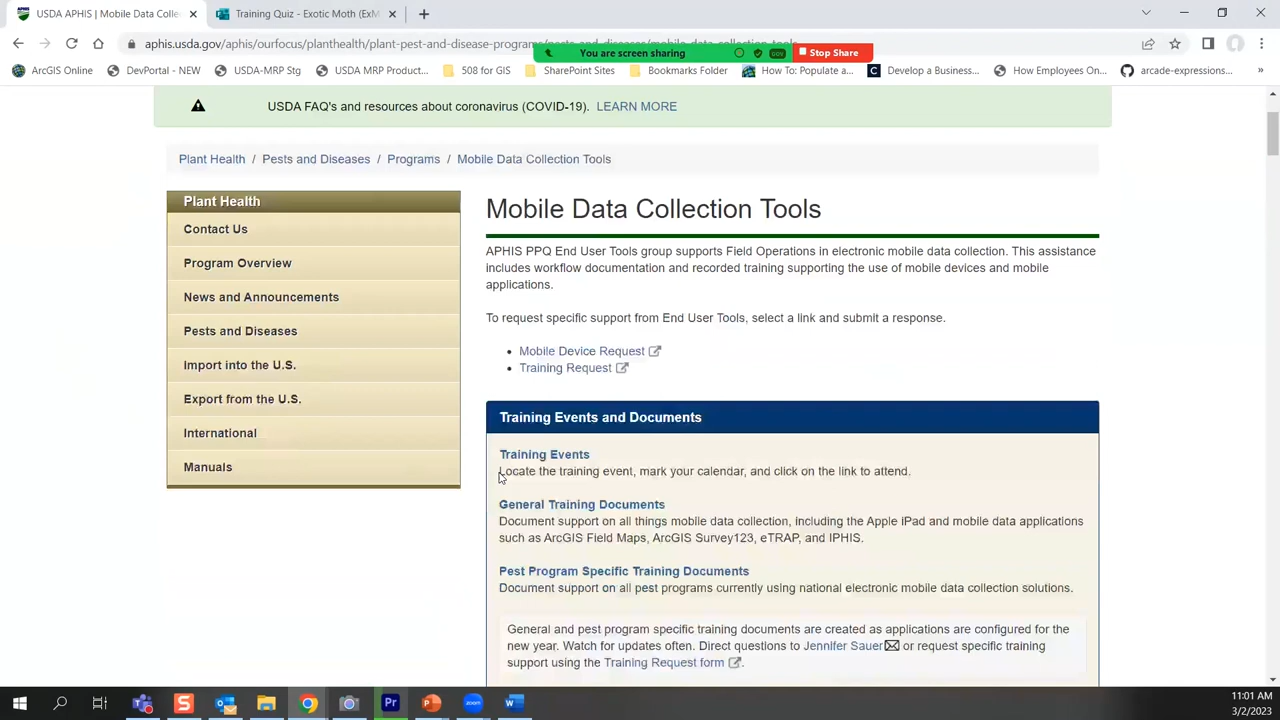 USDA APHIS | Mobile Data Colle
Training Quiz - Exotic Moth (ExM
aphis.usda.gov/aphis/ourfocus/planthealth/plant-pest-and-disease-programs/pests-and-diseases/mobile-data-collection-tools
You are screen sharing
Stop Share
ArcGIS Online:
DevPortal - NEW
USDA-MRP Stg
USDA MRP Product...
508 for GIS
SharePoint Sites
Bookmarks Folder
How To: Populate a...
Develop a Business...
How Employees On...
arcade-expressions...
»
USDA FAQ's and resources about coronavirus (COVID-19). LEARN MORE
Plant Health / Pests and Diseases / Programs / Mobile Data Collection Tools
Plant Health
Contact Us
Program Overview
News and Announcements
Pests and Diseases
Import into the U.S.
Export from the U.S.
International
Manuals
Mobile Data Collection Tools
APHIS PPQ End User Tools group supports Field Operations in electronic mobile data collection. This assistance
includes workflow documentation and recorded training supporting the use of mobile devices and mobile
applications.
To request specific support from End User Tools, select a link and submit a response.
• Mobile Device Request
• Training Request
Training Events and Documents
Training Events
Locate the training event, mark your calendar, and click on the link to attend.
General Training Documents
Document support on all things mobile data collection, including the Apple iPad and mobile data applications
such as ArcGIS Field Maps, ArcGIS Survey123, eTRAP, and IPHIS.
Pest Program Specific Training Documents
Document support on all pest programs currently using national electronic mobile data collection solutions.
General and pest program specific training documents are created as applications are configured for the
new year. Watch for updates often. Direct questions to Jennifer Sauer or request specific training
support using the Training Request form .
11:01 AM
3/2/2023